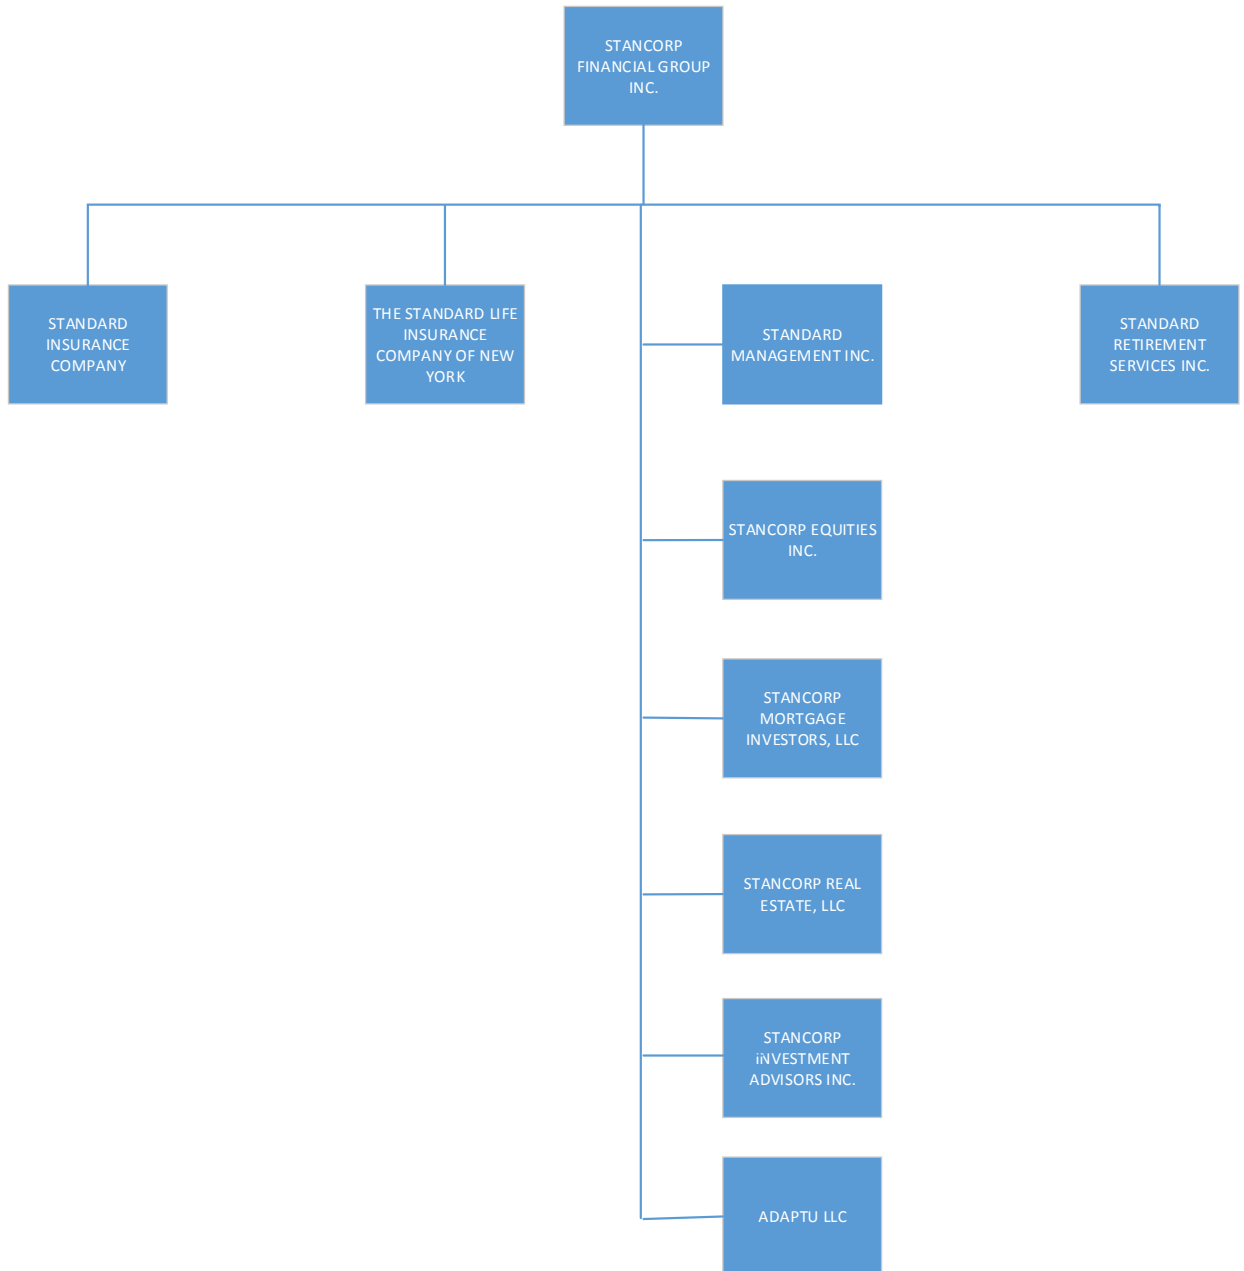 STANCORP
FINANCIAL GROUP
INC.
STANDARD
INSURANCE
COMPANY
THE STANDARD LIFE
INSURANCE
COMPANY OF NEW
YORK
STANDARD
MANAGEMENT INC.
STANDARD
RETIREMENT
SERVICES INC.
STANCORP EQUITIES
INC.
STANCORP
MORTGAGE
INVESTORS, LLC
STANCORP REAL
ESTATE, LLC
STANCORP
iiNVESTMENT
ADVISORS INC.
ADAPTU LLC